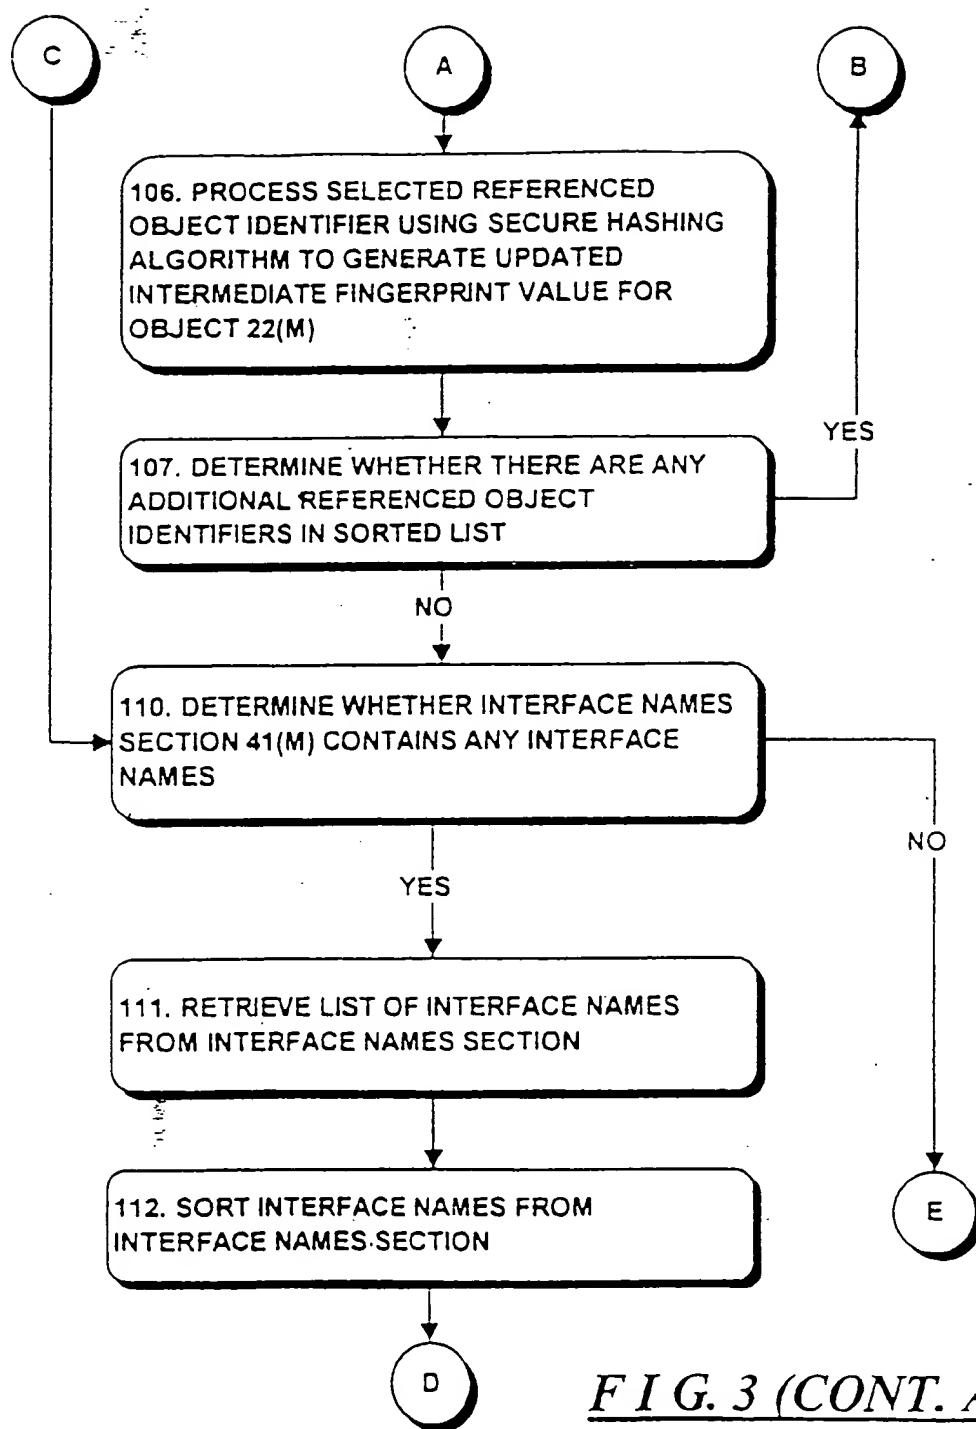 C
A
B
106. PROCESS SELECTED REFERENCED
OBJECT IDENTIFIER USING SECURE HASHING
ALGORITHM TO GENERATE UPDATED
INTERMEDIATE FINGERPRINT VALUE FOR
OBJECT 22(M)
YES
107. DETERMINE WHETHER THERE ARE ANY
ADDITIONAL REFERENCED OBJECT
IDENTIFIERS IN SORTED LIST
NO
110. DETERMINE WHETHER INTERFACE NAMES
SECTION 41(M) CONTAINS ANY INTERFACE
NAMES
NO
YES
111. RETRIEVE LIST OF INTERFACE NAMES
FROM INTERFACE NAMES SECTION
112. SORT INTERFACE NAMES FROM
INTERFACE NAMES SECTION
E
D
F I G. 3 (CONT.